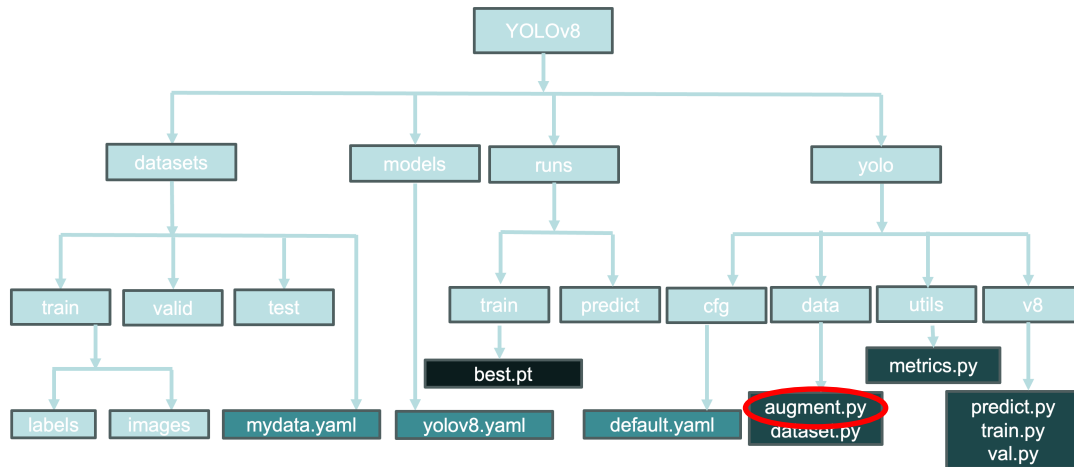 YOLOv8
datasets
models
runs
yolo
train
valid
test
train
predict
cfg
data
utils
v8
best.pt
metrics.py
labels
images
mydata.yaml
yolov8.yaml
default.yaml
augment.py
dataset.py
predict.py
train.py
val.py